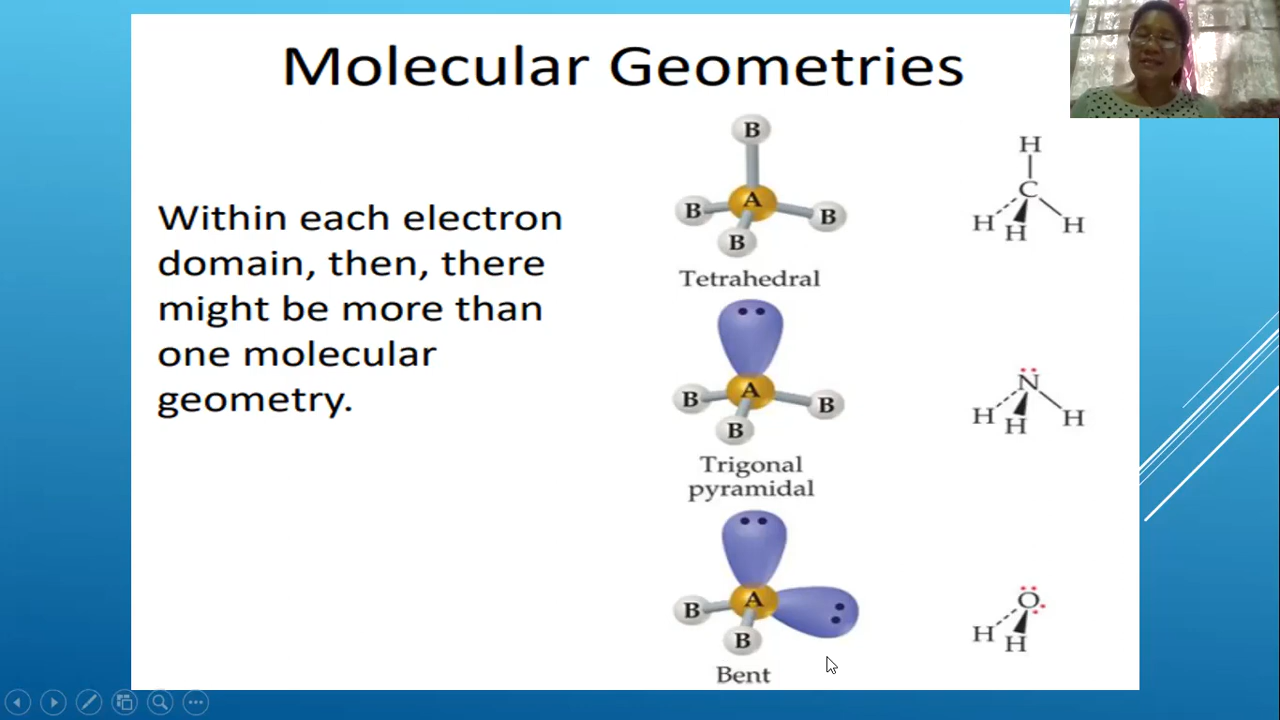 Molecular Geometries
Within each electron
domain, then, there
might be more than
one molecular
geometry.
B
A
B
B
B
Tetrahedral
H
C
H
H
H
A
B
B
B
Trigonal
pyramidal
N
H
H
H
A
B
B
Bent
O
H
H